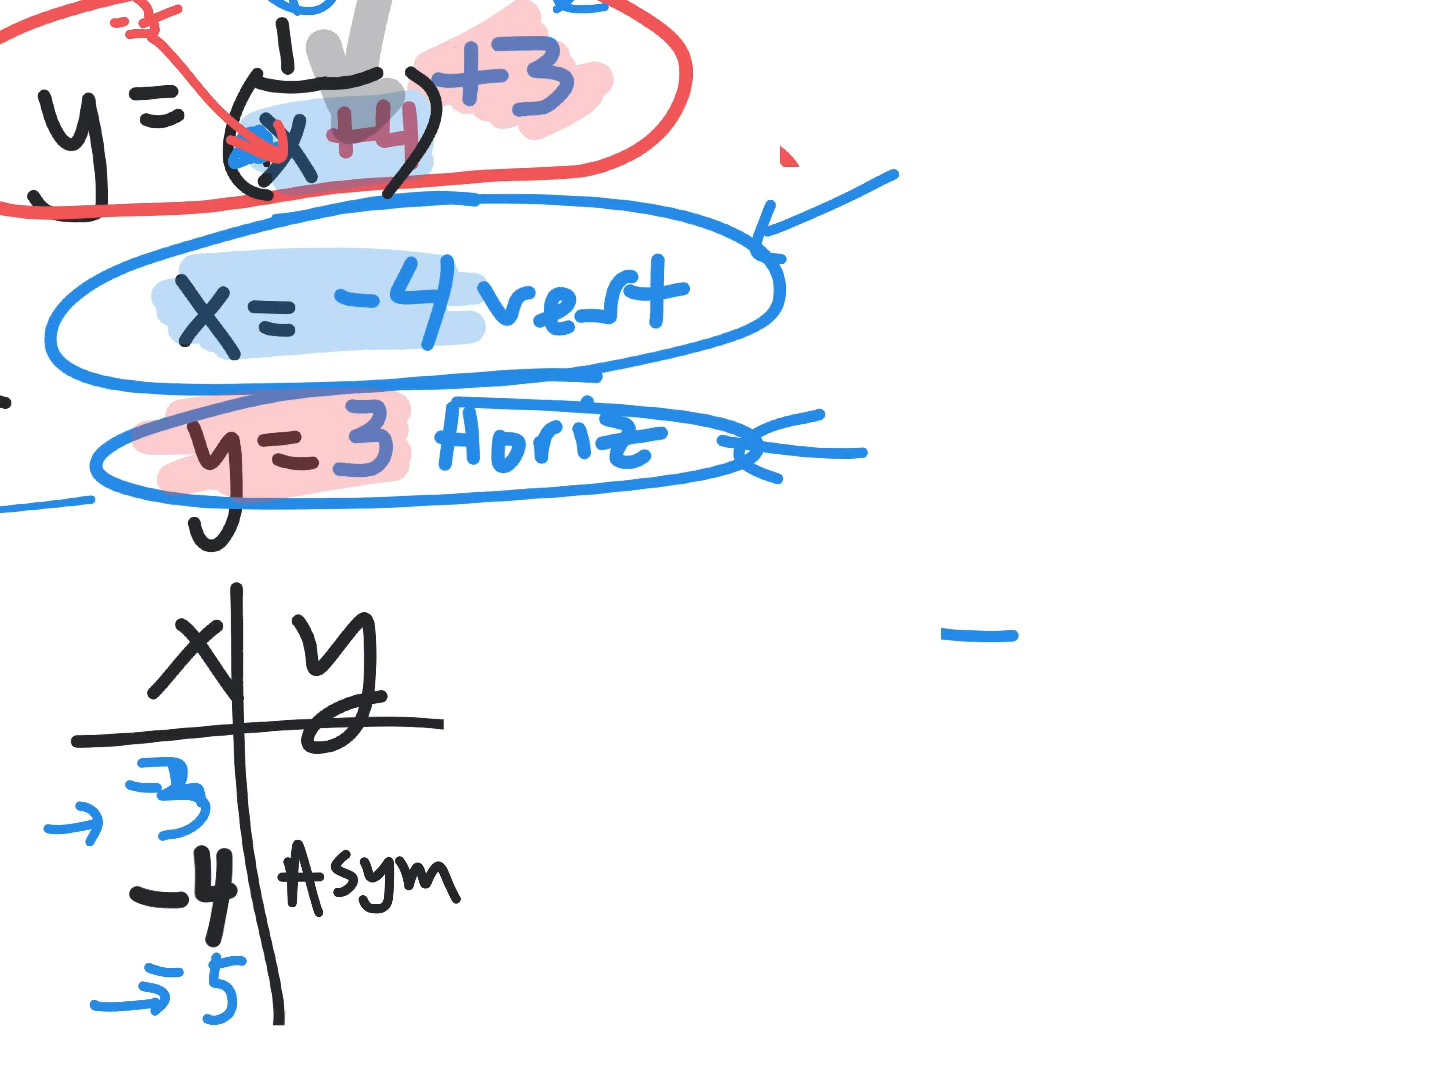 1
y = (x+4) +3
x = -4 vert
y = 3 Horiz
x y
→ -3
-4 Asym
→ -5